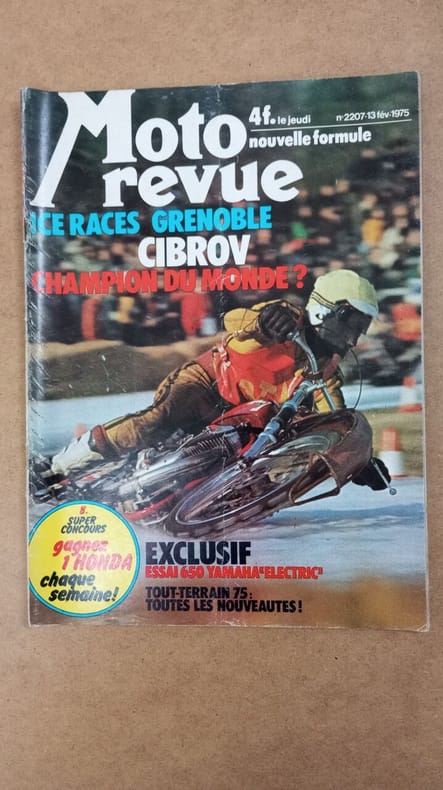 Moto
revue
4f. le jeudi
n°2207-13 fév-1975
nouvelle formule
ICE RACES GRENOBLE
CIBROV
CHAMPION DU MONDE?
8.
SUPER
CONCOURS
gagnez
1 HONDA
chaque
semaine!
EXCLUSIF
ESSAI 650 YAMAHA"ELECTRIC"
TOUT-TERRAIN 75:
TOUTES LES NOUVEAUTES!